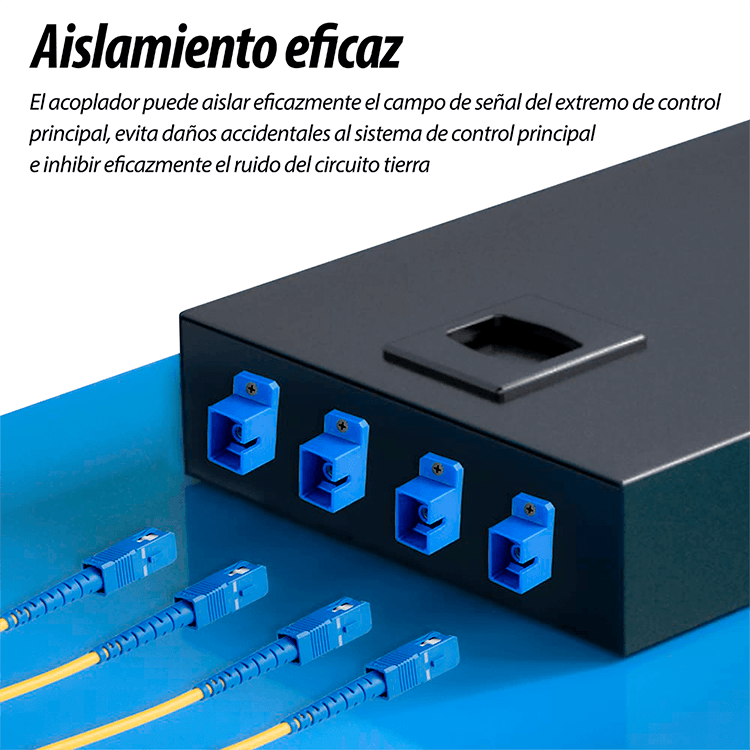 Aislamiento eficaz
El acoplador puede aislar eficazmente el campo de señal del extremo de control
principal, evita daños accidentales al sistema de control principal
e inhibir eficazmente el ruido del circuito tierra